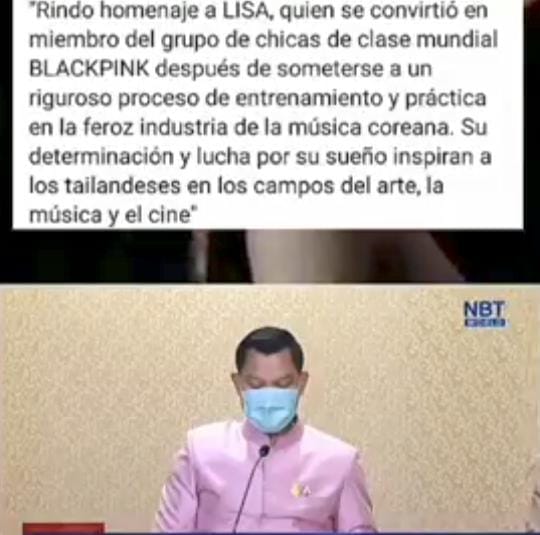 "Rindo homenaje a LISA, quien se convirtió en
miembro del grupo de chicas de clase mundial
BLACKPINK después de someterse a un
riguroso proceso de entrenamiento y práctica
en la feroz industria de la música coreana. Su
determinación y lucha por su sueño inspiran a
los tailandeses en los campos del arte, la
música y el cine"
NBT
WORLD